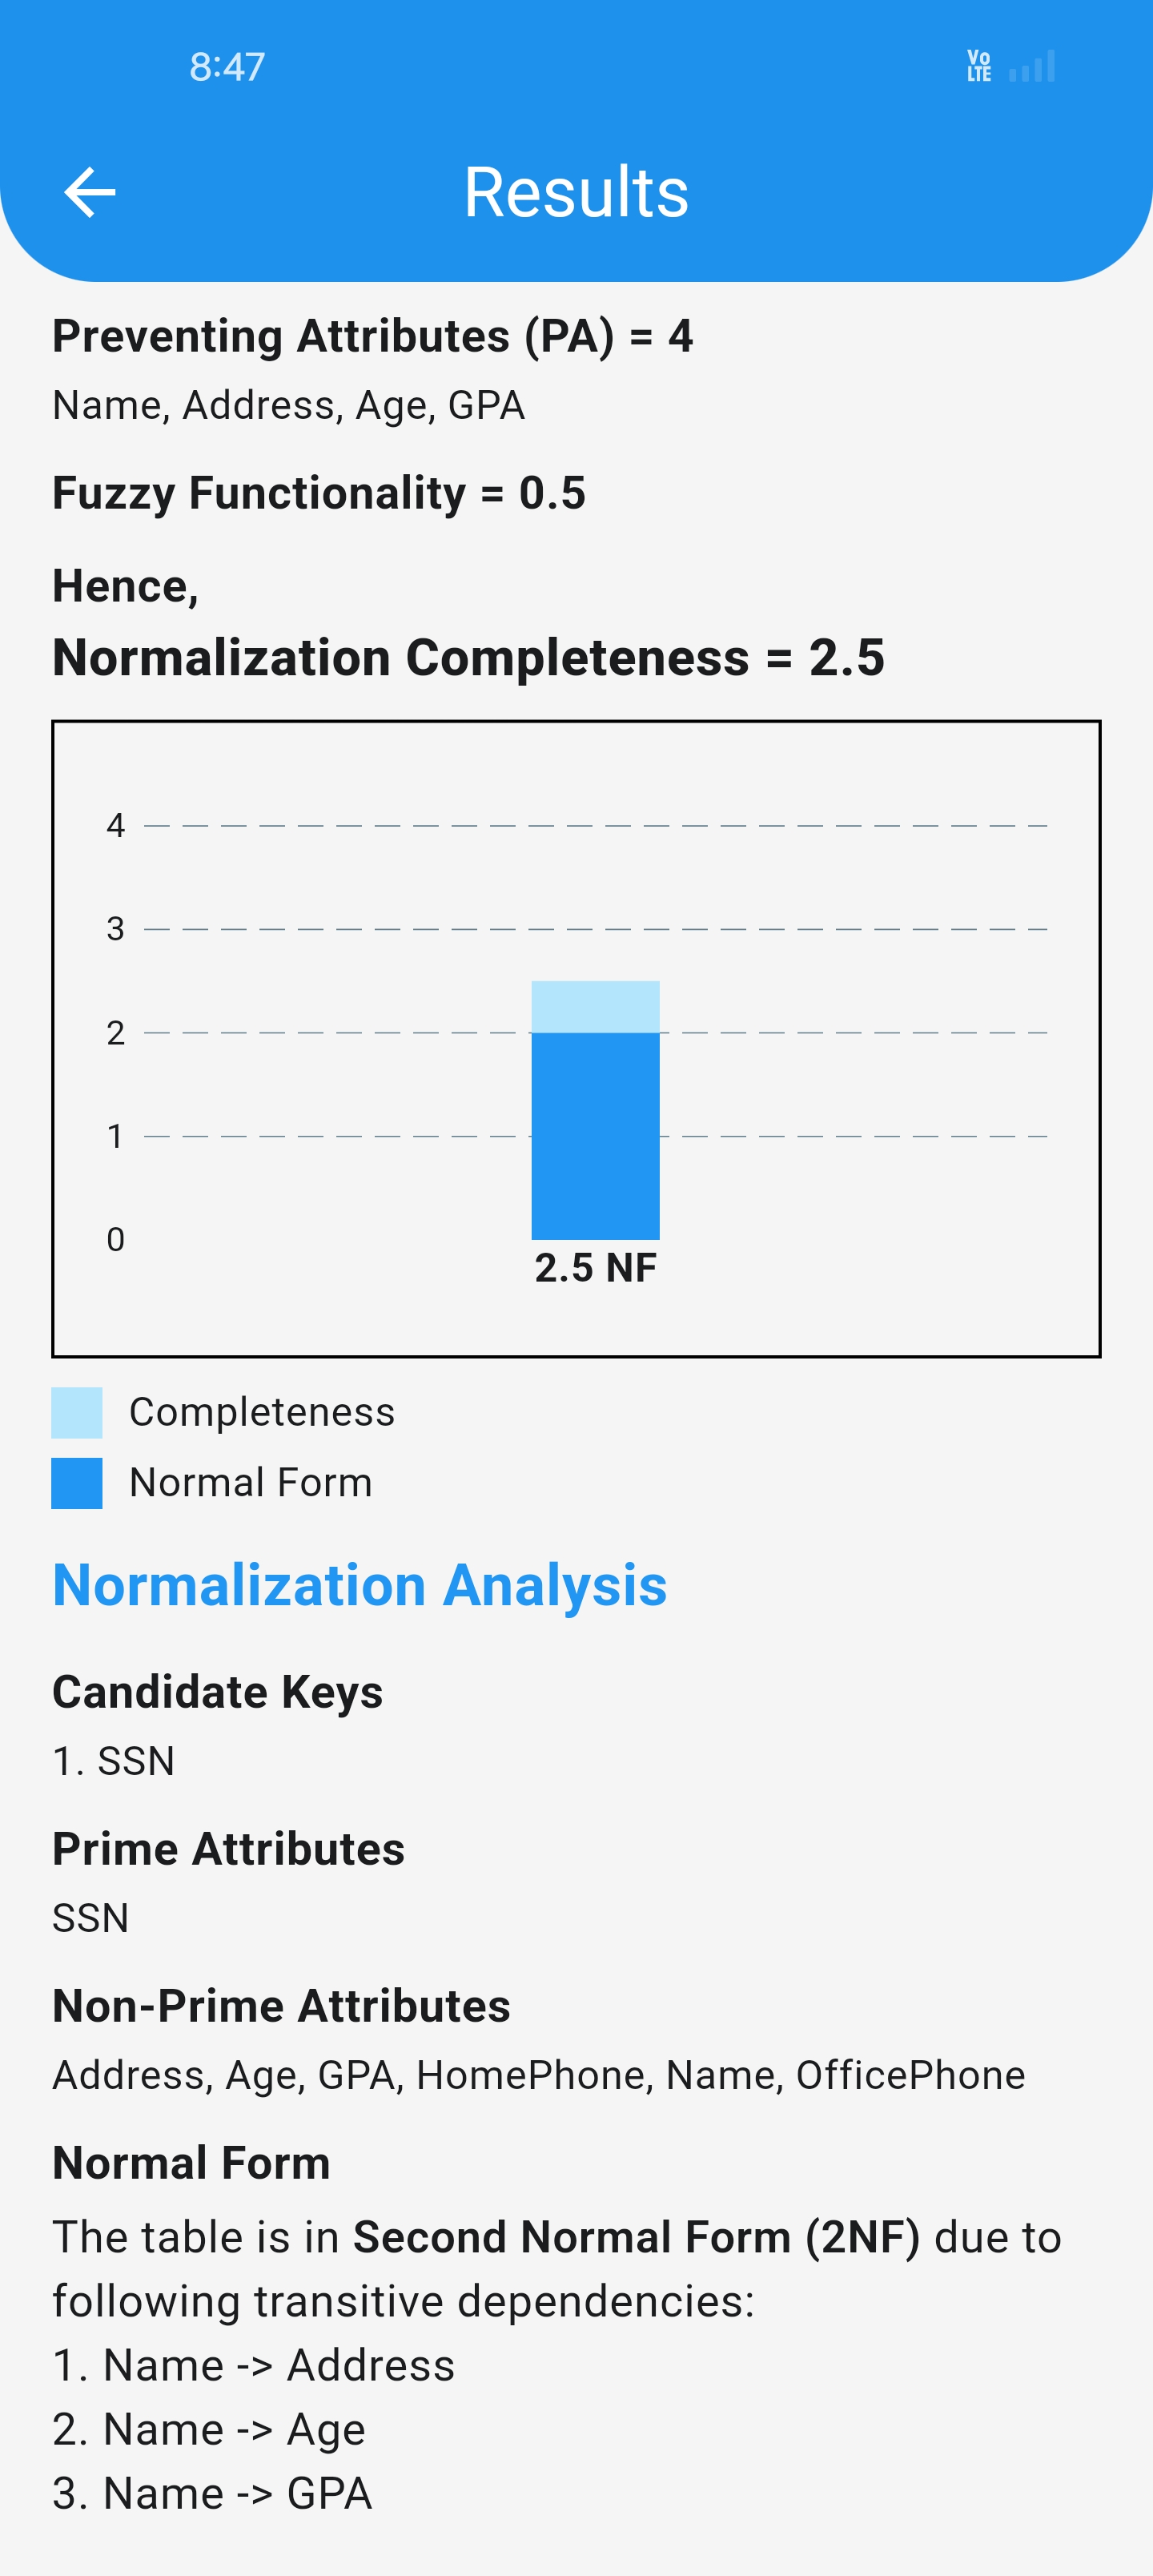 8:47
Vo
LTE
Results
Preventing Attributes (PA) = 4
Name, Address, Age, GPA
Fuzzy Functionality = 0.5
Hence,
Normalization Completeness = 2.5
4
3
2
1
0
2.5 NF
Completeness
Normal Form
Normalization Analysis
Candidate Keys
1. SSN
Prime Attributes
SSN
Non-Prime Attributes
Address, Age, GPA, HomePhone, Name, OfficePhone
Normal Form
The table is in Second Normal Form (2NF) due to
following transitive dependencies:
1. Name -> Address
2. Name -> Age
3. Name -> GPA